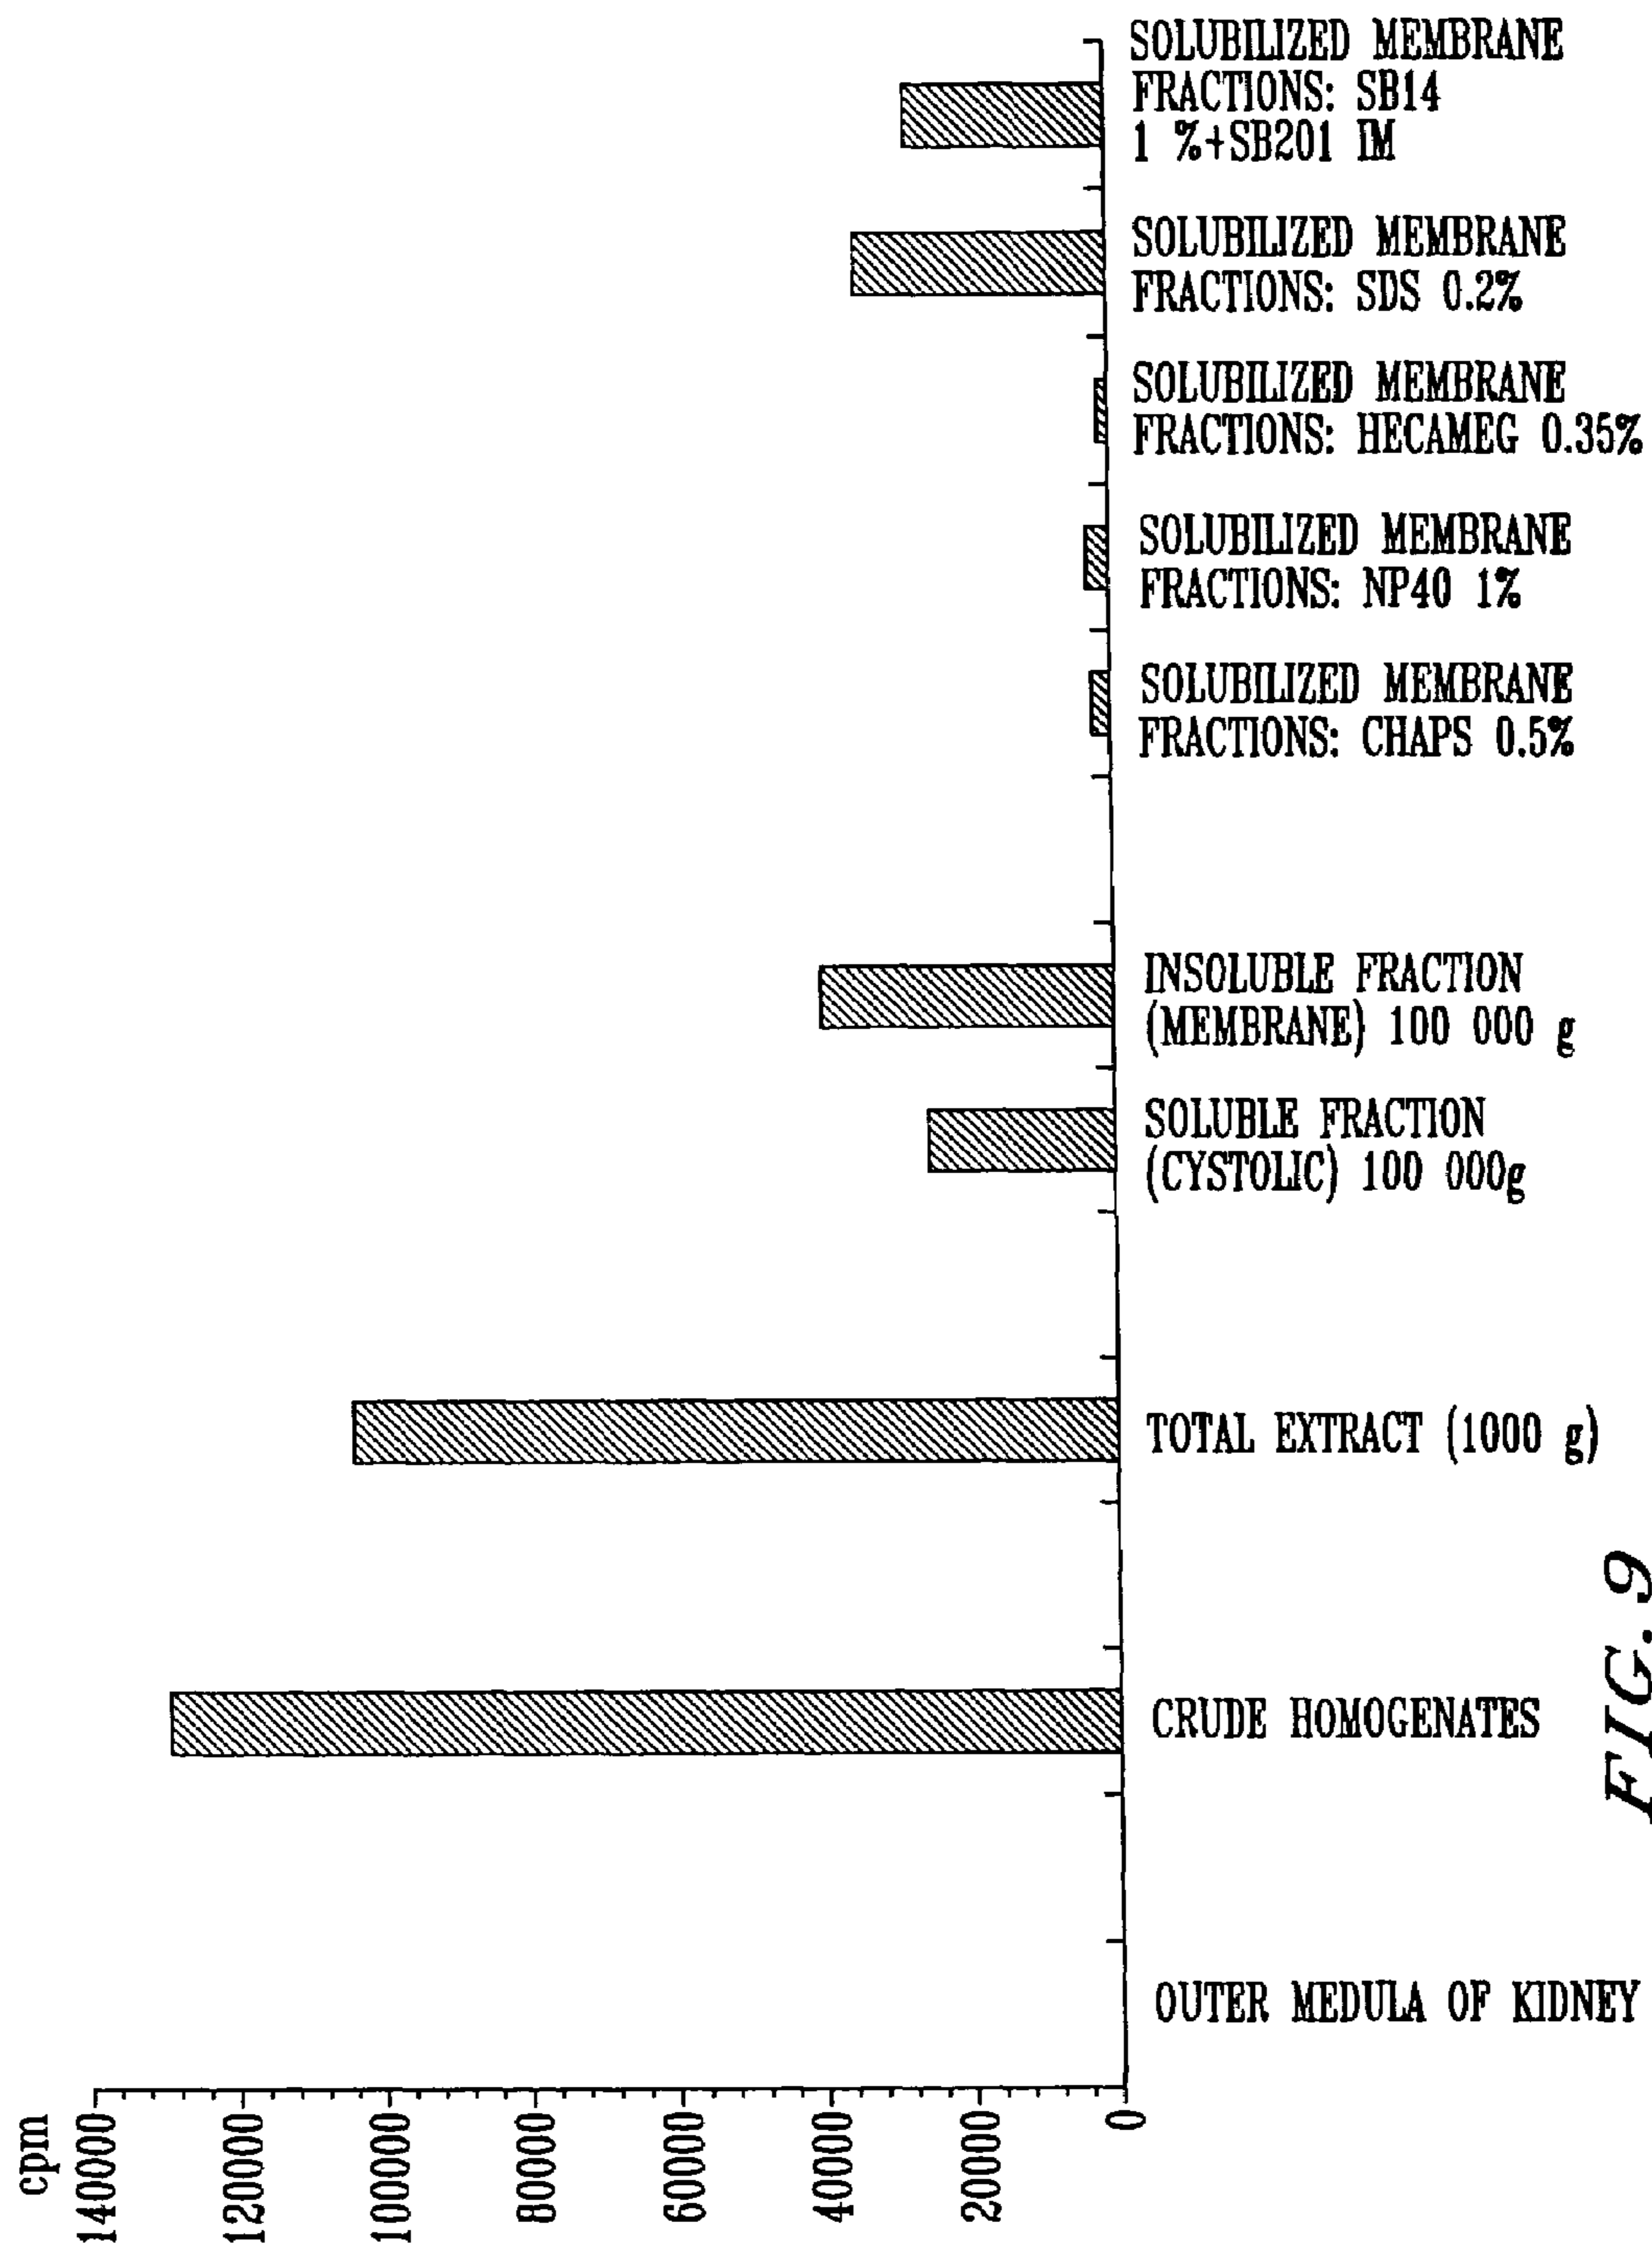 cpm
140000
120000
100000
80000
60000
40000
20000
0
OUTER MEDULA OF KIDNEY
CRUDE HOMOGENATES
TOTAL EXTRACT (1000 g)
SOLUBLE FRACTION
(CYSTOLIC) 100 000g
INSOLUBLE FRACTION
(MEMBRANE) 100 000 g
SOLUBILIZED MEMBRANE
FRACTIONS: CHAPS 0.5%
SOLUBILIZED MEMBRANE
FRACTIONS: NP40 1%
SOLUBILIZED MEMBRANE
FRACTIONS: HECAMEG 0.35%
SOLUBILIZED MEMBRANE
FRACTIONS: SDS 0.2%
SOLUBILIZED MEMBRANE
FRACTIONS: SB14
1 %+SB201 IM
FIG. 9